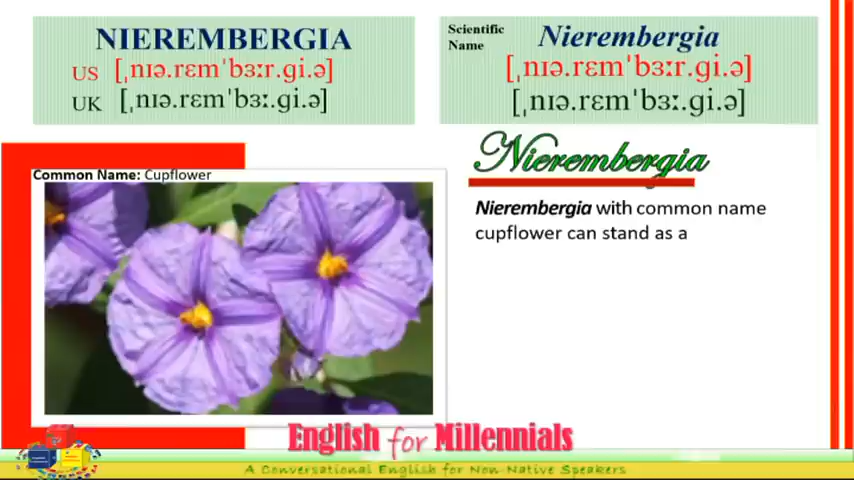 NIEREMBERGIA
US [ˌnɪə.rɛmˈbɜːr.gi.ə]
UK [ˌnɪə.rɛmˈbɜː.gi.ə]
Scientific
Name
Nierembergia
[ˌnɪə.rɛmˈbɜːr.gi.ə]
[ˌnɪə.rɛmˈbɜː.gi.ə]
Common Name: Cupflower
Nierembergia
Nierembergia with common name
cupflower can stand as a
English for Millennials
A Conversational English for Non-Native Speakers